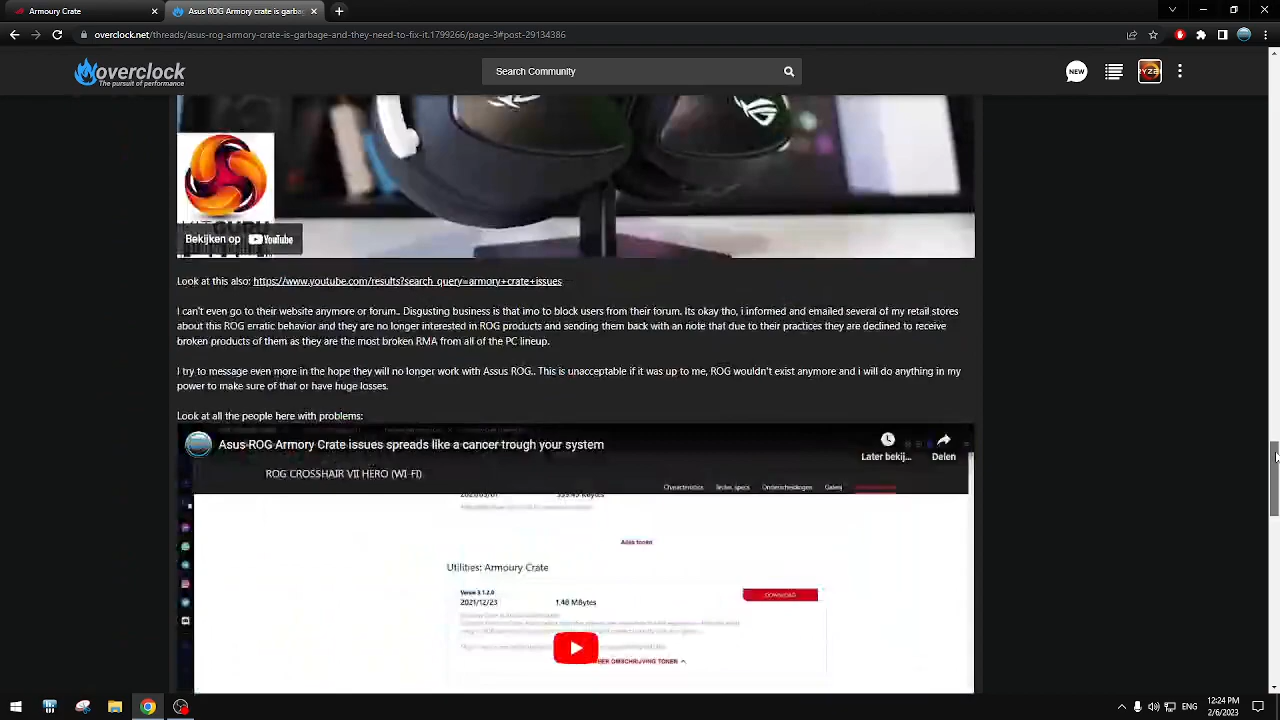 Armoury Crate
Asus ROG Armory crate is garb
overclock.net/threads/asus-rog-armory-crate-is-garbage-and-they-need-to-fix-it.1799266/page-3#post-29134386
overclock
The pursuit of performance
Search Community
NEW
Bekijken op YouTube
Look at this also: https://www.youtube.com/results?search_query=armory+crate+issues
I can't even go to their website anymore or forum.. Disgusting business is that imo to block users from their forum. Its okay tho, i informed and emailed several of my retail stores
about this ROG erratic behavior and they are no longer interested in ROG products and sending them back with an note that due to their practices they are declined to receive
broken products of them as they are the most broken RMA from all of the PC lineup.
I try to message even more in the hope they will no longer work with Assus ROG.. This is unacceptable if it was up to me, ROG wouldn't exist anymore and i will do anything in my
power to make sure of that or have huge losses.
Look at all the people here with problems:
Asus ROG Armory Crate issues spreads like a cancer trough your system
Later bekij...
Delen
ROG CROSSHAIR VII HERO (WI-FI)
Utilities: Armoury Crate
Versie 3.1.2.0
2021/12/23
1.48 MBytes
DOWNLOAD
OMSCHRIJVING TONEN
ENG
12:24 PM
2/6/2023